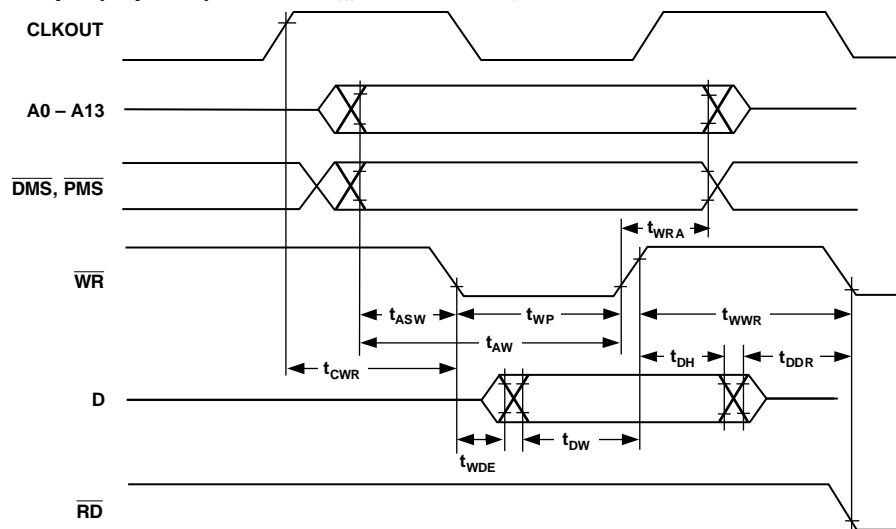 CLKOUT
A0 – A13
DMS, PMS
tWRA
WR
tASW
tWP
tWWR
tAW
tCWR
tDH
tDDR
D
tWDE
tDW
RD